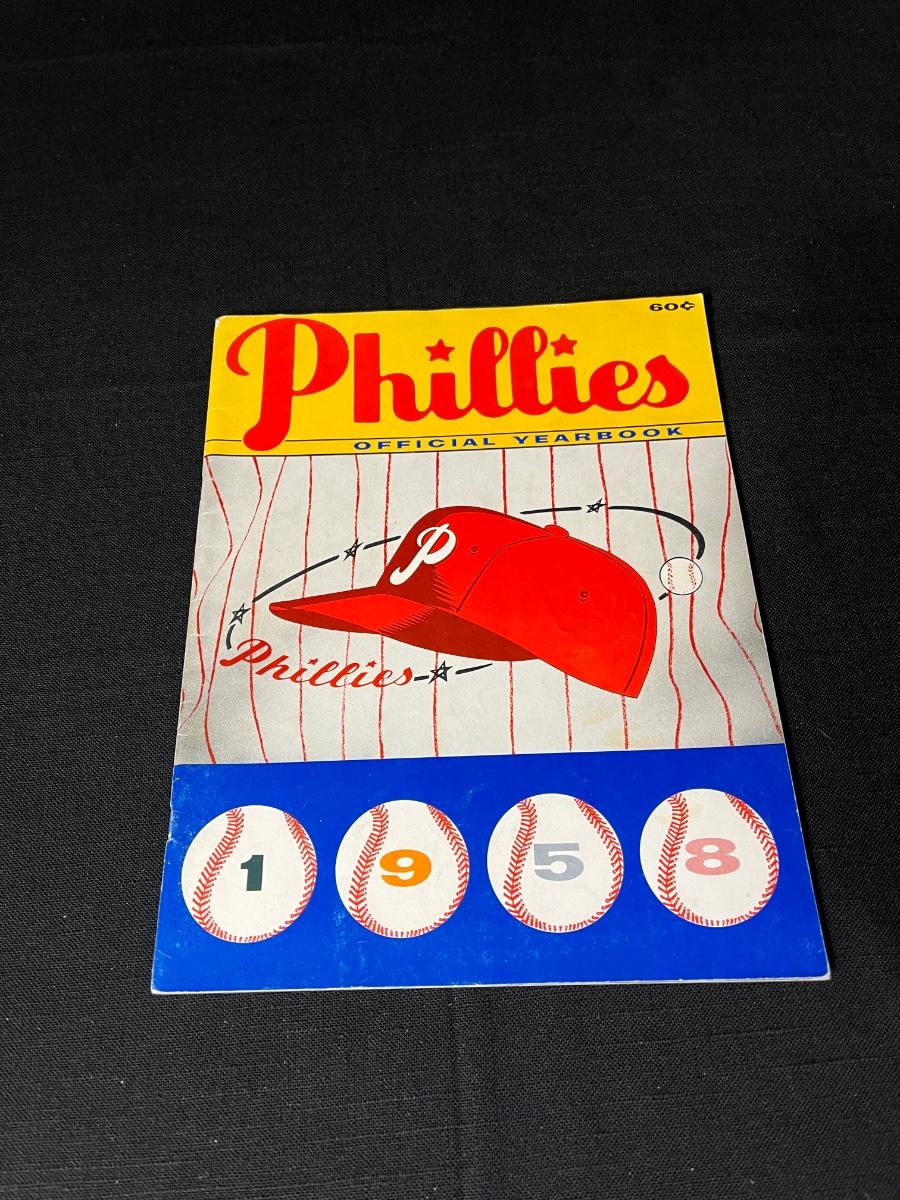 60¢
Phillies
OFFICIAL YEARBOOK
P
Phillies
1 9 5 8